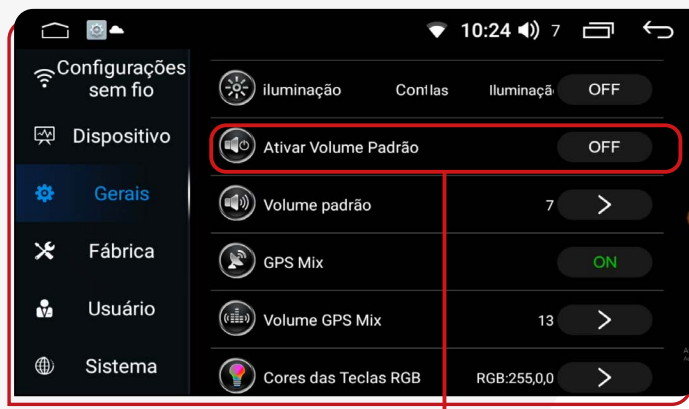 10:24 7
Configurações
sem fio
Dispositivo
Gerais
Fábrica
Usuário
Sistema
iluminação Iluminaçã OFF
Ativar Volume Padrão OFF
Volume padrão 7
GPS Mix ON
Volume GPS Mix 13
Cores das Teclas RGB RGB:255,0,0